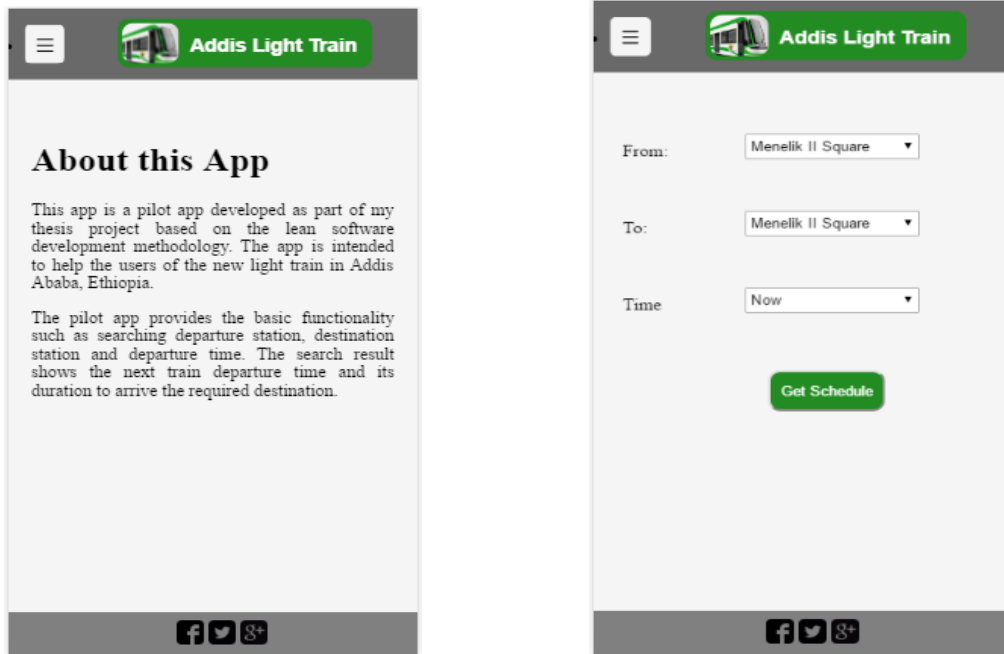 Addis Light Train
About this App
This app is a pilot app developed as part of my
thesis project based on the lean software
development methodology. The app is intended
to help the users of the new light train in Addis
Ababa, Ethiopia.
The pilot app provides the basic functionality
such as searching departure station, destination
station and departure time. The search result
shows the next train departure time and its
duration to arrive the required destination.
Addis Light Train
From: Menelik II Square
To: Menelik II Square
Time Now
Get Schedule